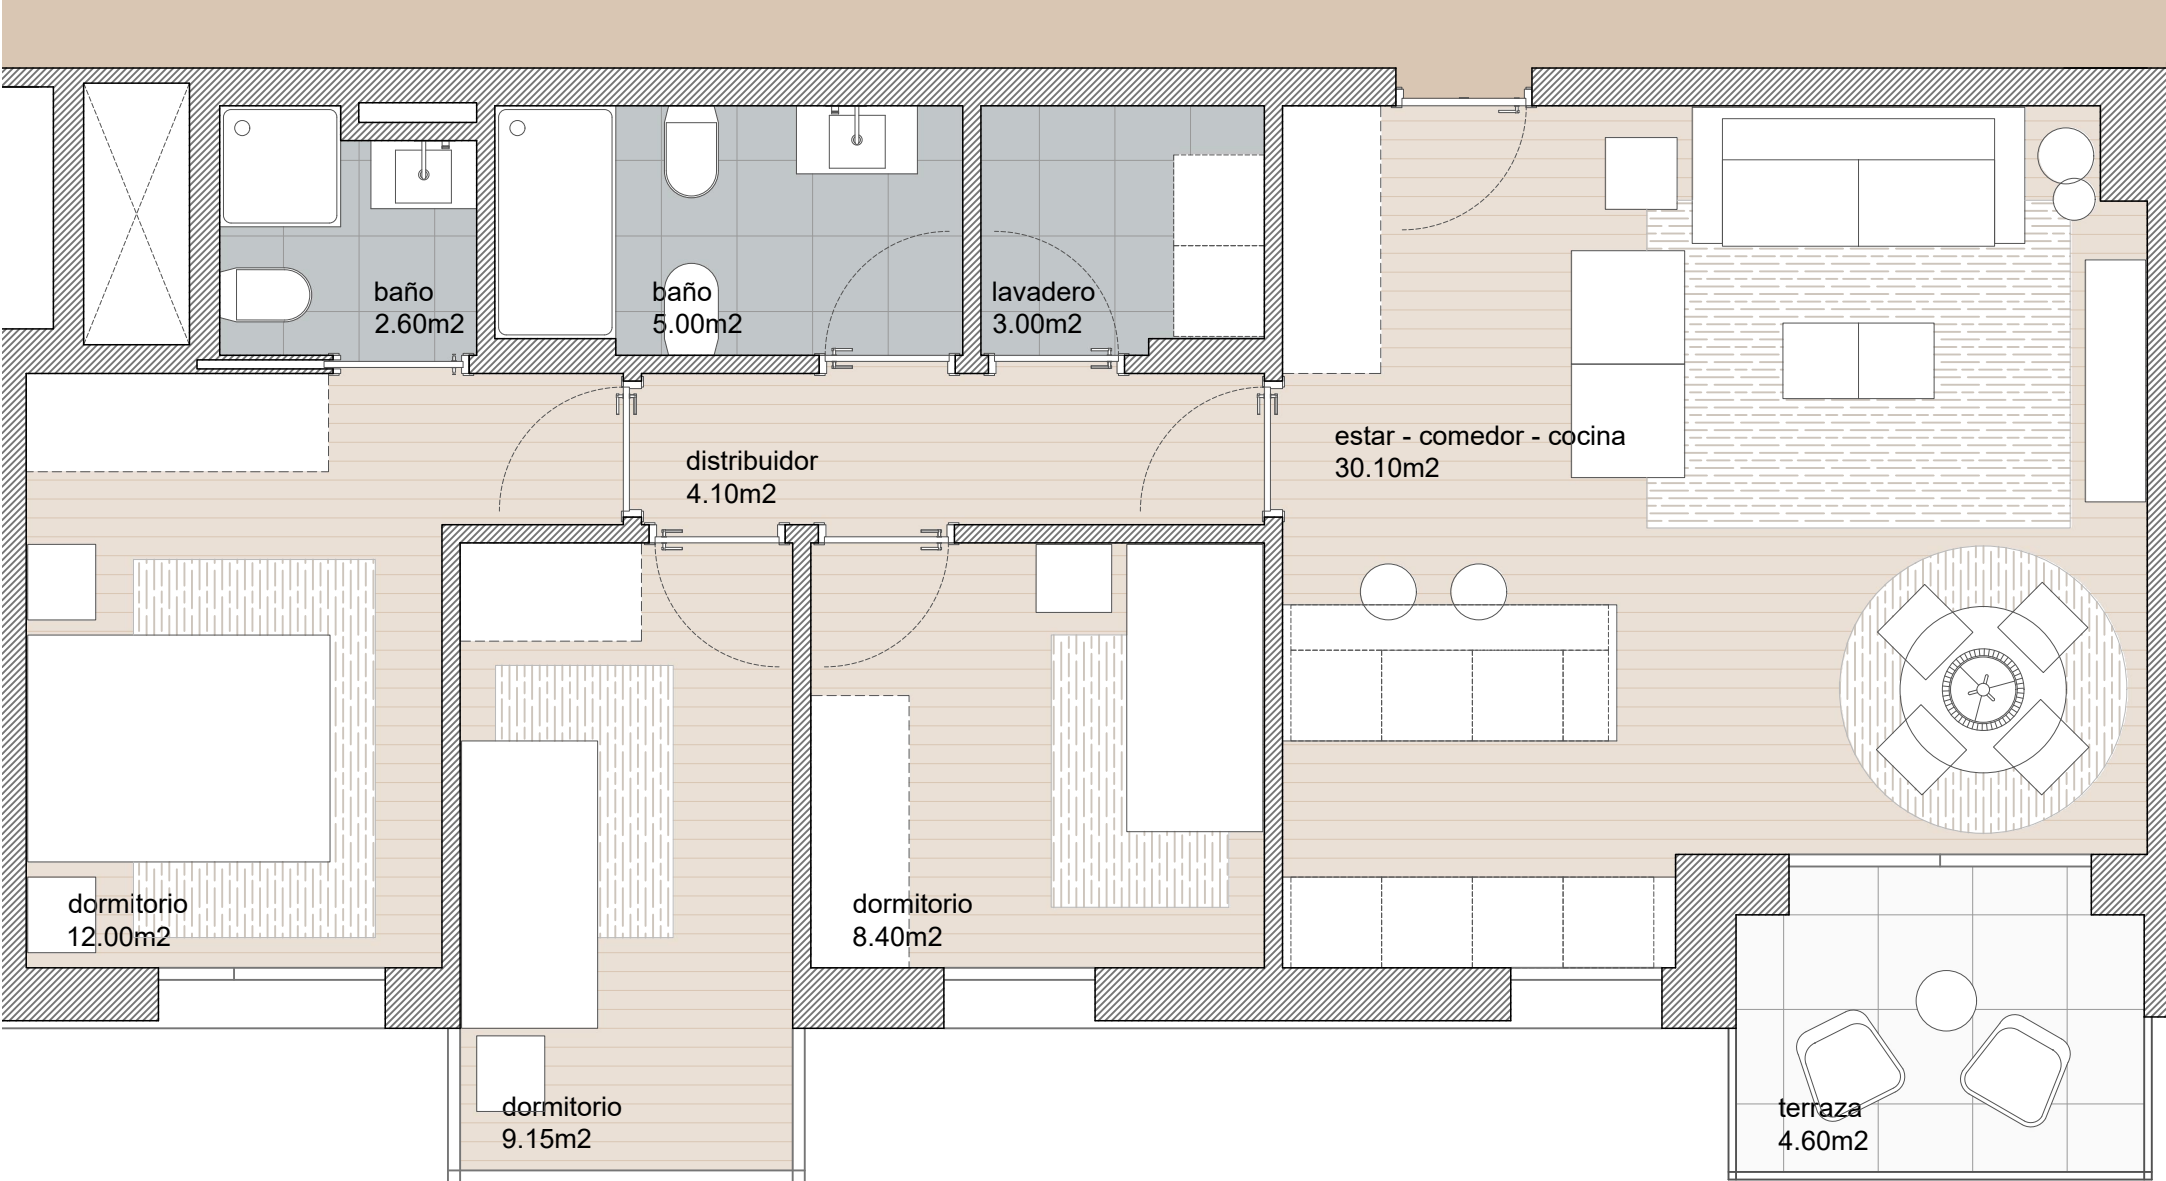 baño
2.60m2
baño
5.00m2
lavadero
3.00m2
distribuidor
4.10m2
estar - comedor - cocina
30.10m2
dormitorio
12.00m2
dormitorio
8.40m2
dormitorio
9.15m2
terraza
4.60m2